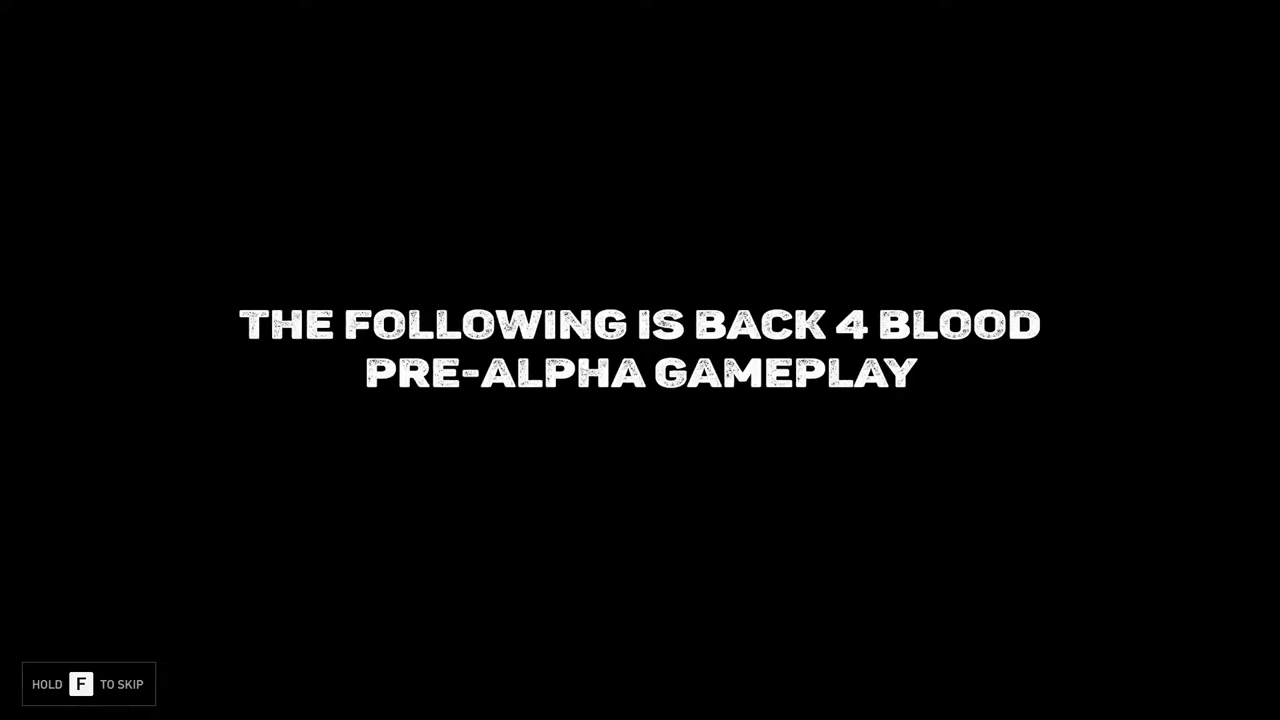 THE FOLLOWING IS BACK 4 BLOOD
PRE-ALPHA GAMEPLAY
HOLD F TO SKIP